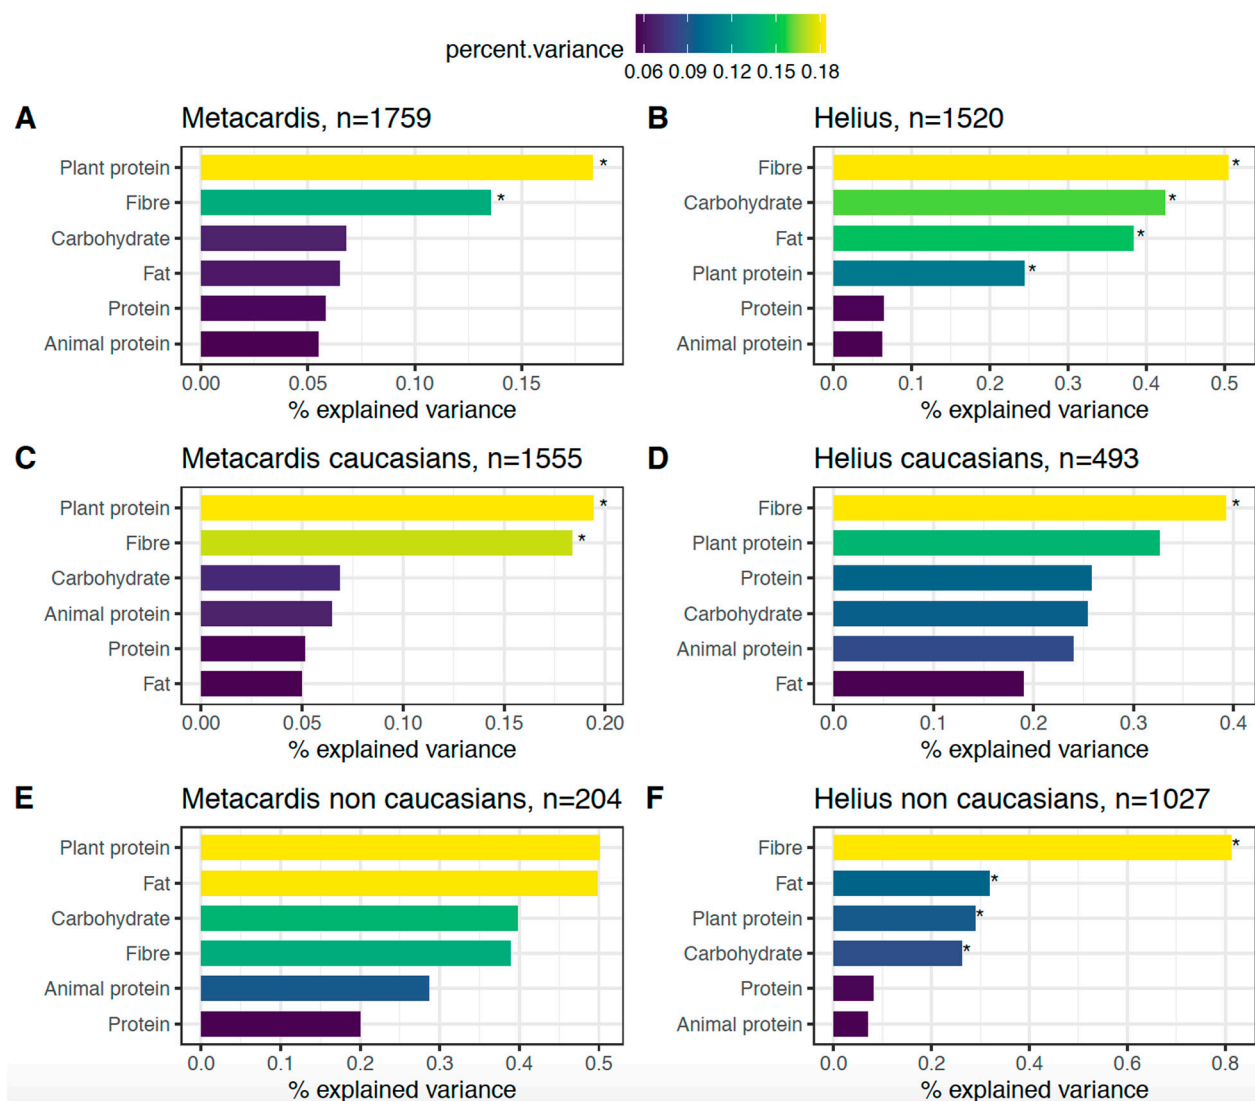 percent.variance
0.06 0.09 0.12 0.15 0.18
A Metacardis, n=1759
Plant protein *
Fibre *
Carbohydrate
Fat
Protein
Animal protein
0.00 0.05 0.10 0.15
% explained variance
B Helius, n=1520
Fibre *
Carbohydrate *
Fat *
Plant protein *
Protein
Animal protein
0.0 0.1 0.2 0.3 0.4 0.5
% explained variance
C Metacardis caucasians, n=1555
Plant protein *
Fibre *
Carbohydrate
Animal protein
Protein
Fat
0.00 0.05 0.10 0.15 0.20
% explained variance
D Helius caucasians, n=493
Fibre *
Plant protein
Protein
Carbohydrate
Animal protein
Fat
0.0 0.1 0.2 0.3 0.4
% explained variance
E Metacardis non caucasians, n=204
Plant protein
Fat
Carbohydrate
Fibre
Animal protein
Protein
0.0 0.1 0.2 0.3 0.4 0.5
% explained variance
F Helius non caucasians, n=1027
Fibre *
Fat *
Plant protein *
Carbohydrate *
Protein
Animal protein
0.0 0.2 0.4 0.6 0.8
% explained variance